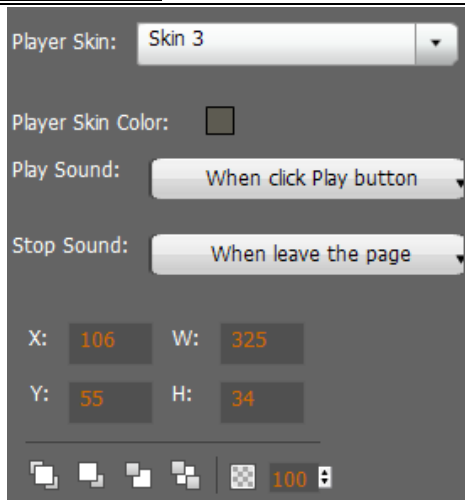 Player Skin: Skin 3
Player Skin Color:
Play Sound: When click Play button
Stop Sound: When leave the page
X: 106 W: 325
Y: 55 H: 34
100